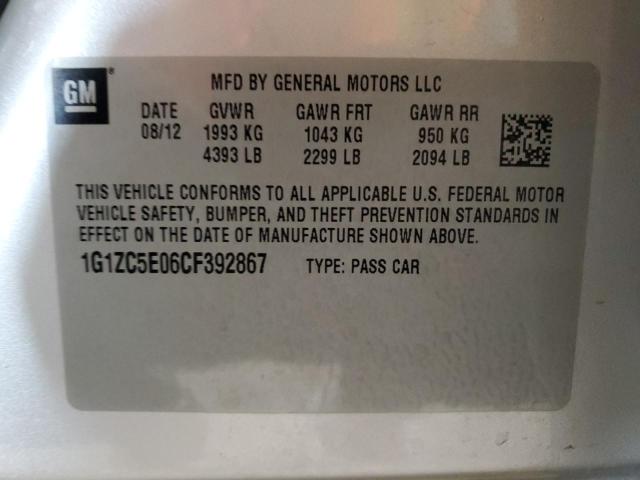 GM®
MFD BY GENERAL MOTORS LLC
DATE GVWR GAWR FRT GAWR RR
08/12 1993 KG 1043 KG 950 KG
4393 LB 2299 LB 2094 LB
THIS VEHICLE CONFORMS TO ALL APPLICABLE U.S. FEDERAL MOTOR
VEHICLE SAFETY, BUMPER, AND THEFT PREVENTION STANDARDS IN
EFFECT ON THE DATE OF MANUFACTURE SHOWN ABOVE.
1G1ZC5E06CF392867 TYPE: PASS CAR